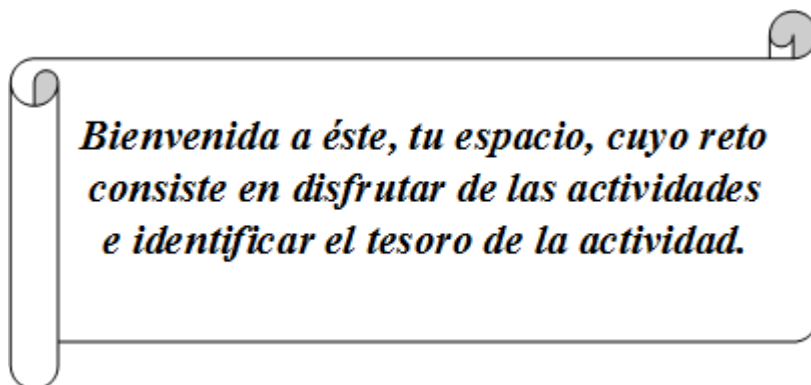 Bienvenida a éste, tu espacio, cuyo reto
consiste en disfrutar de las actividades
e identificar el tesoro de la actividad.